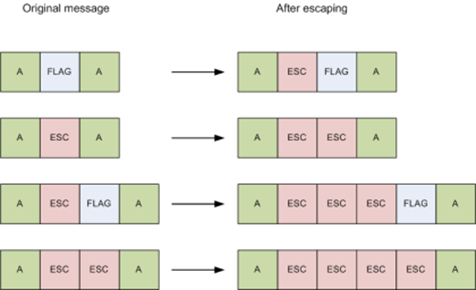 Original message After escaping
A FLAG A A ESC FLAG A
A ESC A A ESC ESC A
A ESC FLAG A A ESC ESC ESC FLAG A
A ESC ESC A A ESC ESC ESC ESC A